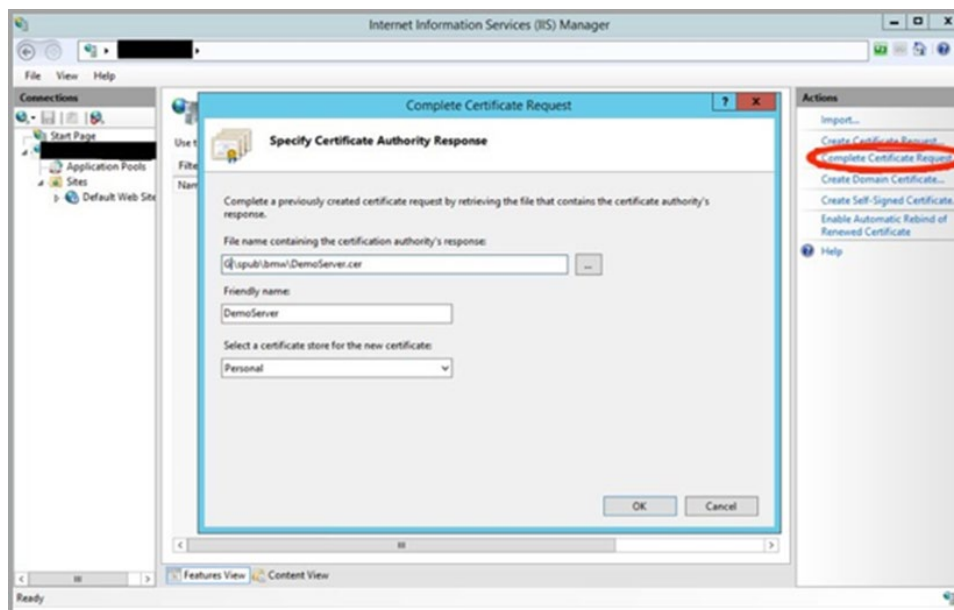 Internet Information Services (IIS) Manager
File View Help
Connections
Start Page
Application Pools
Sites
Default Web Site
Use t
Filte
Nam
Complete Certificate Request
?
Specify Certificate Authority Response
Complete a previously created certificate request by retrieving the file that contains the certificate authority's
response.
File name containing the certification authority's response:
G\spub\bmw\DemoServer.cer
...
Friendly name:
DemoServer
Select a certificate store for the new certificate:
Personal
OK Cancel
Features View Content View
Actions
Import...
Create Certificate Request...
Complete Certificate Request
Create Domain Certificate...
Create Self-Signed Certificate.
Enable Automatic Rebind of
Renewed Certificate
Help
Ready